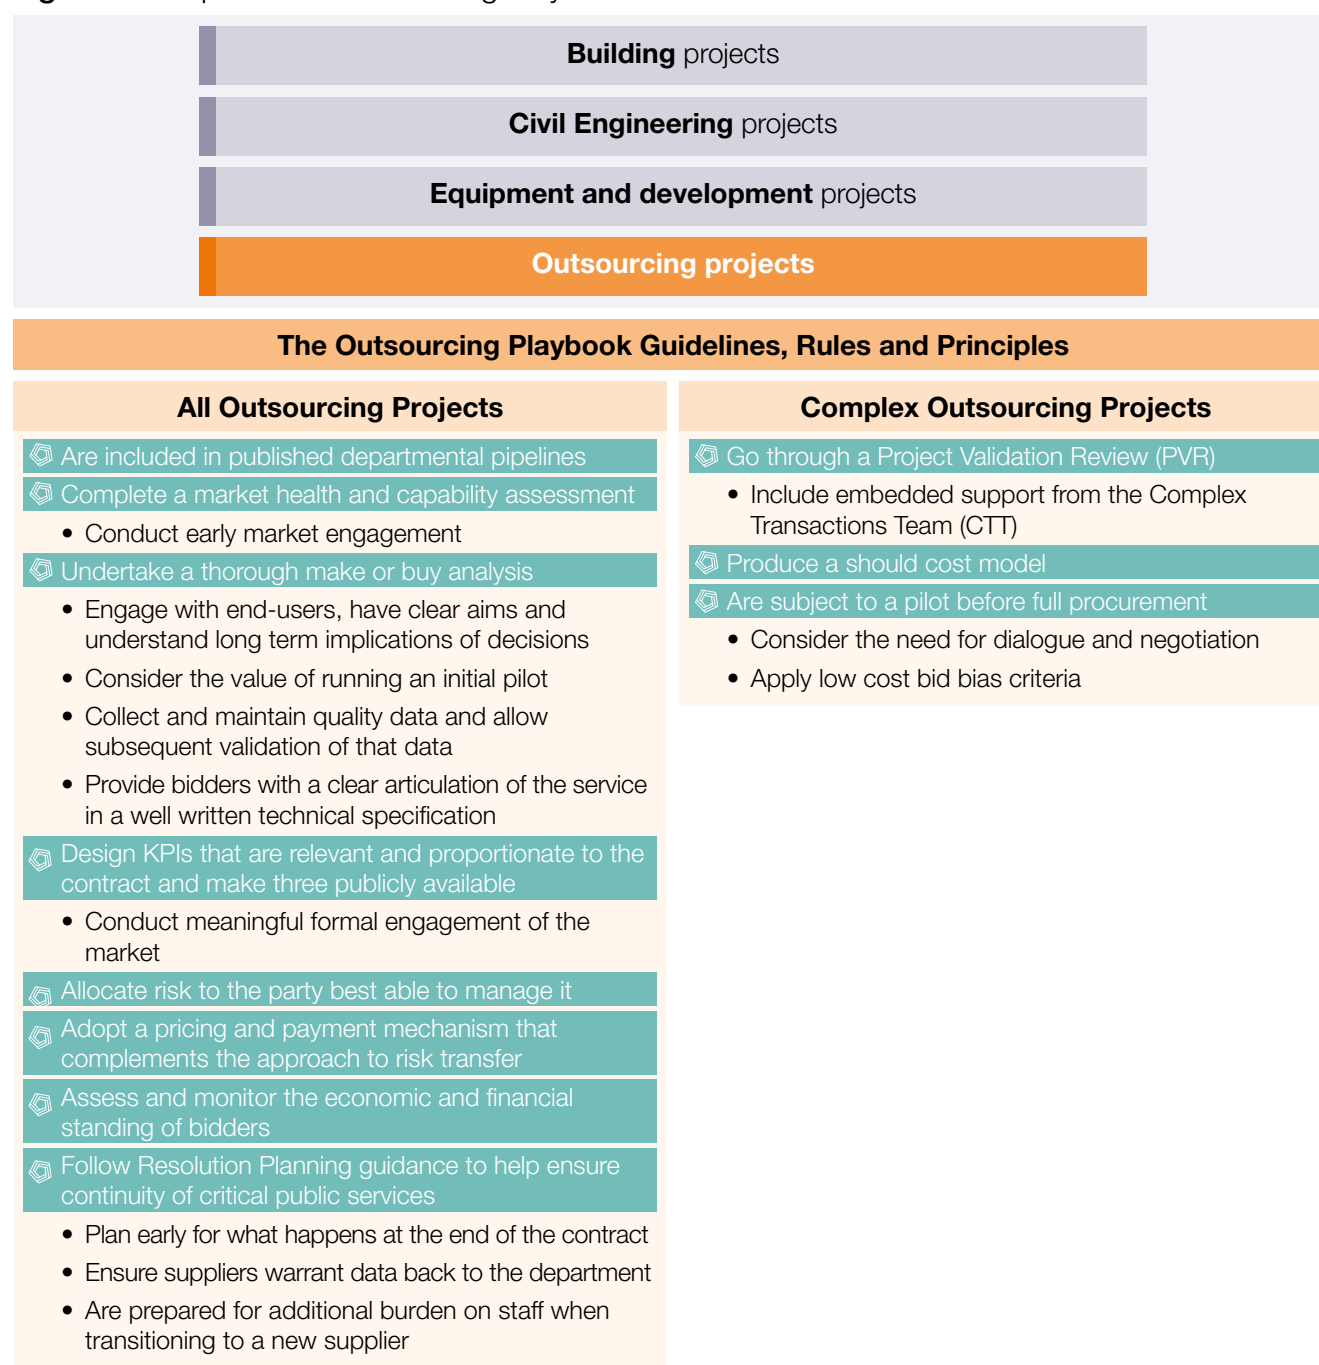 Building projects
Civil Engineering projects
Equipment and development projects
Outsourcing projects
The Outsourcing Playbook Guidelines, Rules and Principles
All Outsourcing Projects
Are included in published departmental pipelines
Complete a market health and capability assessment
• Conduct early market engagement
Undertake a thorough make or buy analysis
• Engage with end-users, have clear aims and
understand long term implications of decisions
• Consider the value of running an initial pilot
• Collect and maintain quality data and allow
subsequent validation of that data
• Provide bidders with a clear articulation of the service
in a well written technical specification
Design KPIs that are relevant and proportionate to the
contract and make three publicly available
• Conduct meaningful formal engagement of the
market
Allocate risk to the party best able to manage it
Adopt a pricing and payment mechanism that
complements the approach to risk transfer
Assess and monitor the economic and financial
standing of bidders
Follow Resolution Planning guidance to help ensure
continuity of critical public services
• Plan early for what happens at the end of the contract
• Ensure suppliers warrant data back to the department
• Are prepared for additional burden on staff when
transitioning to a new supplier
Complex Outsourcing Projects
Go through a Project Validation Review (PVR)
• Include embedded support from the Complex
Transactions Team (CTT)
Produce a should cost model
Are subject to a pilot before full procurement
• Consider the need for dialogue and negotiation
• Apply low cost bid bias criteria